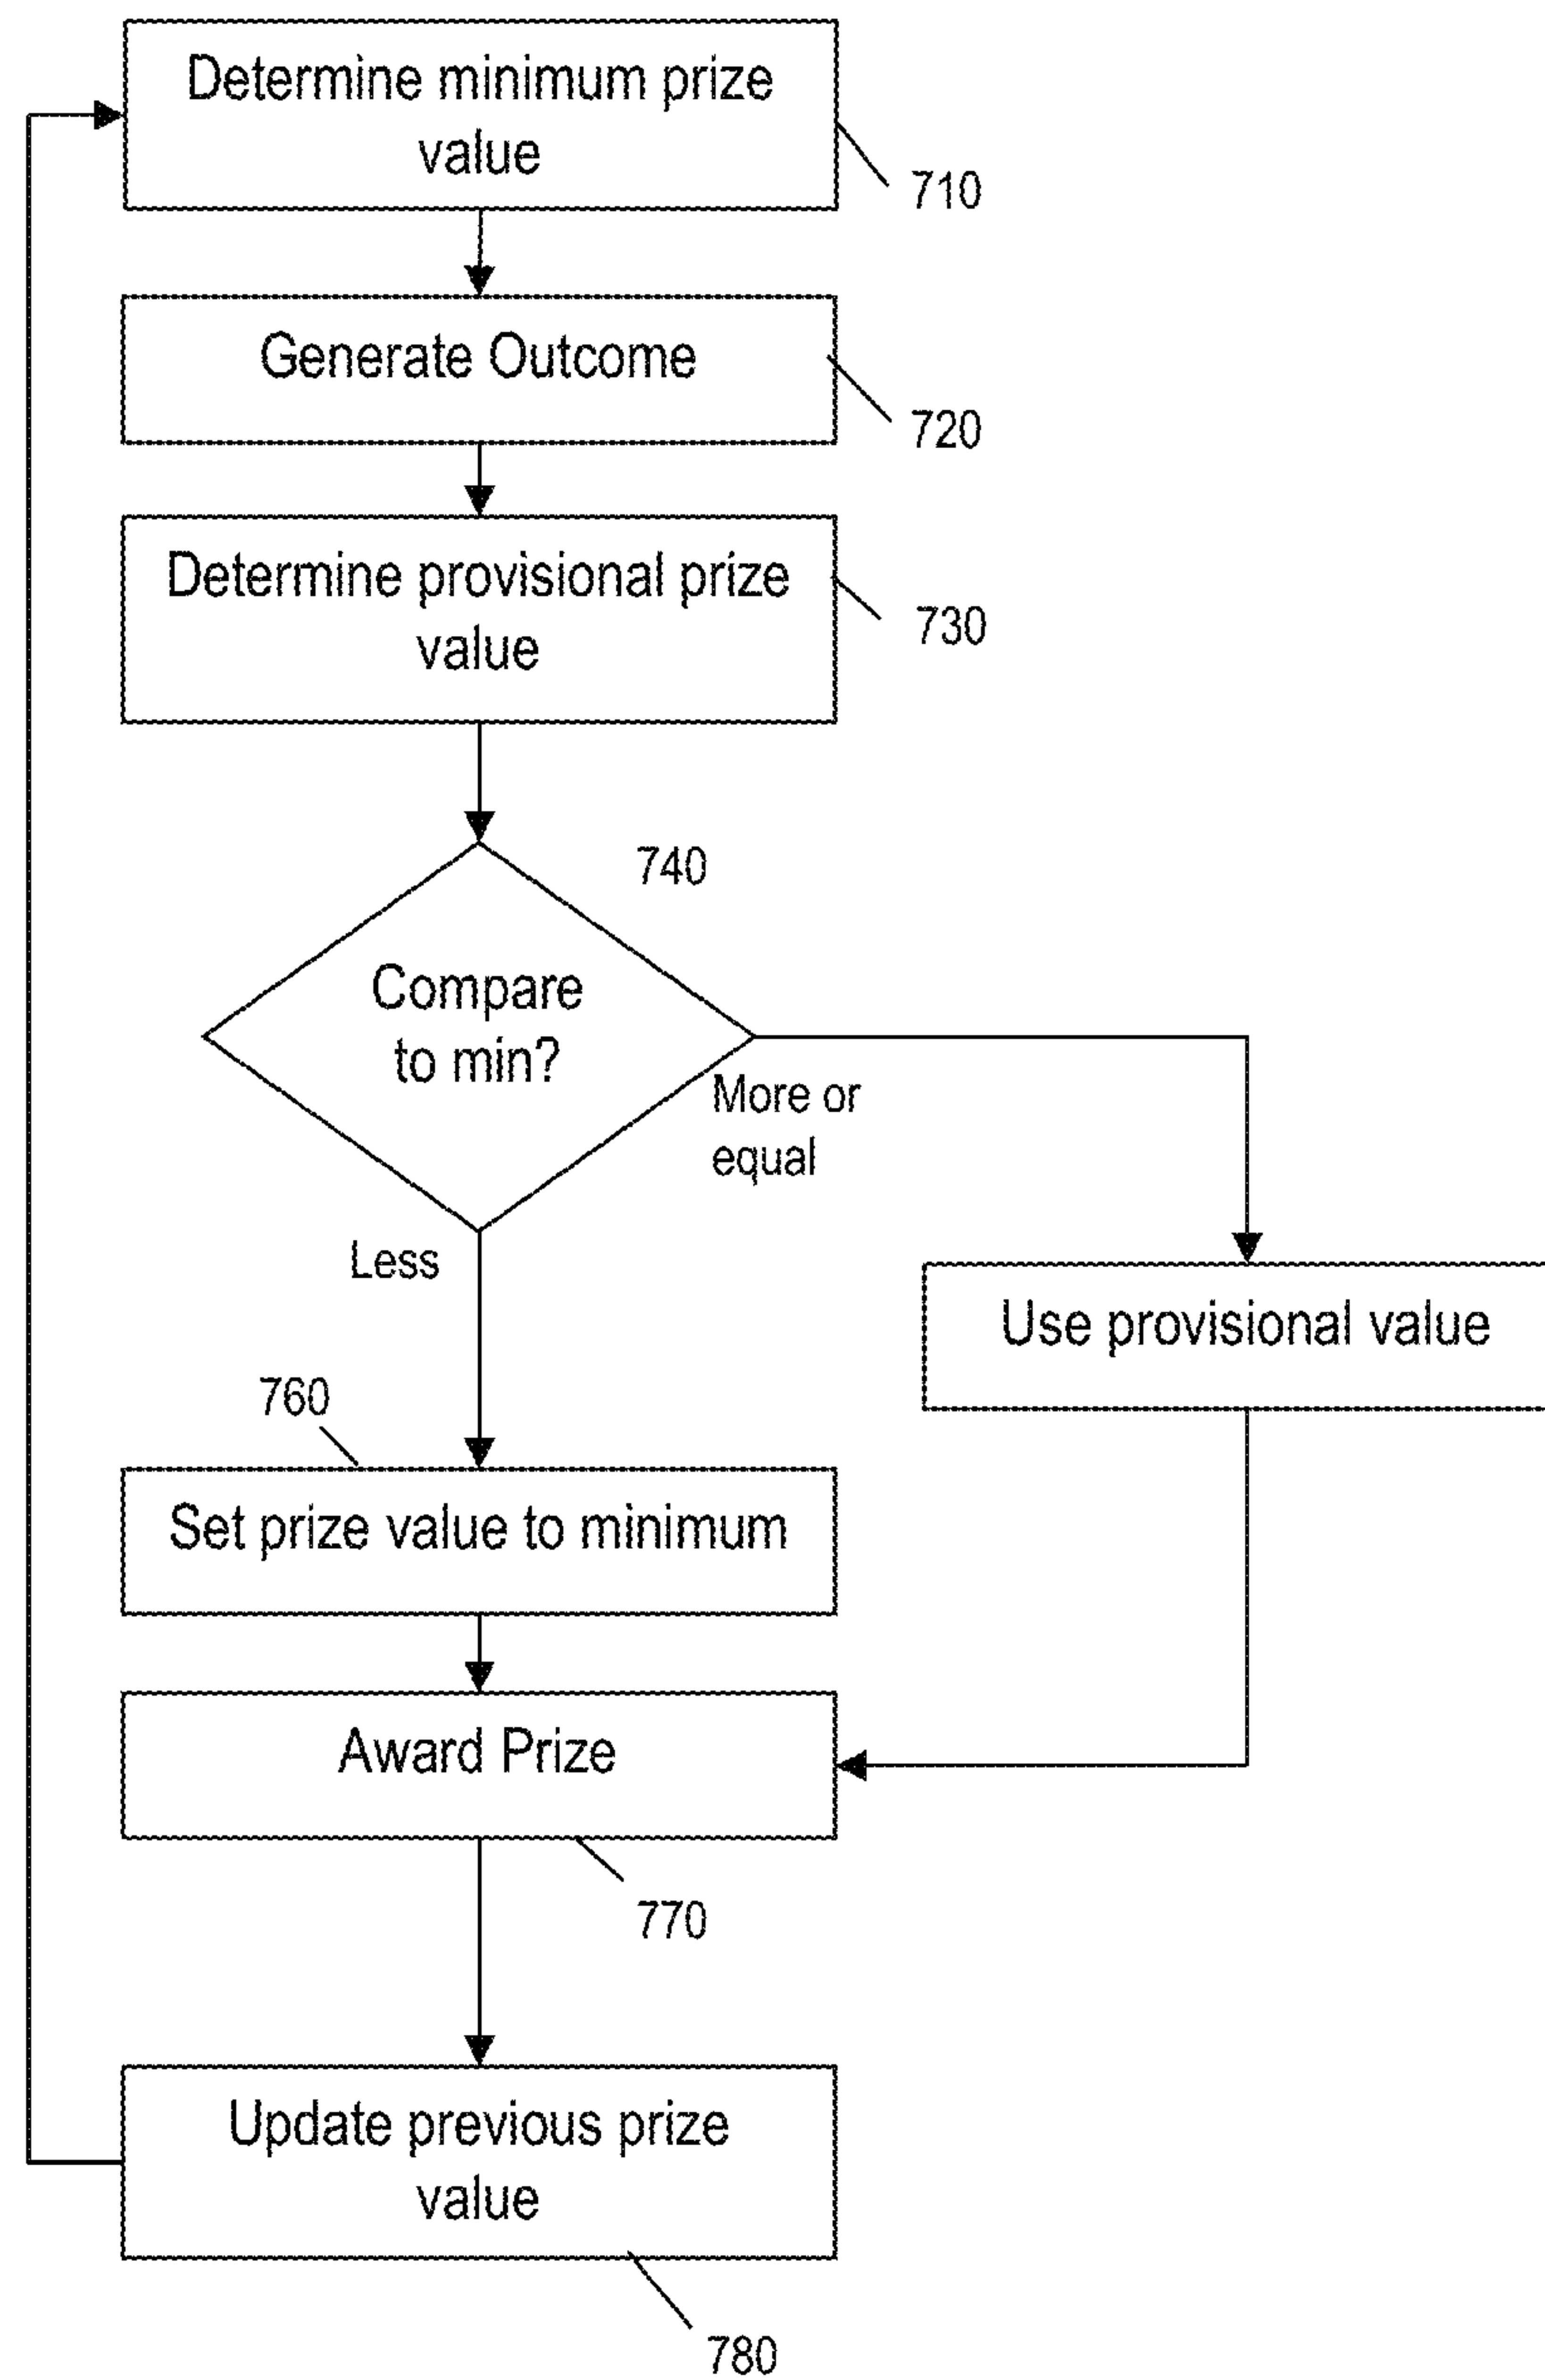 Determine minimum prize
value
710
Generate Outcome
720
Determine provisional prize
value
730
740
Compare
to min?
More or
equal
Less
Use provisional value
760
Set prize value to minimum
Award Prize
770
Update previous prize
value
780